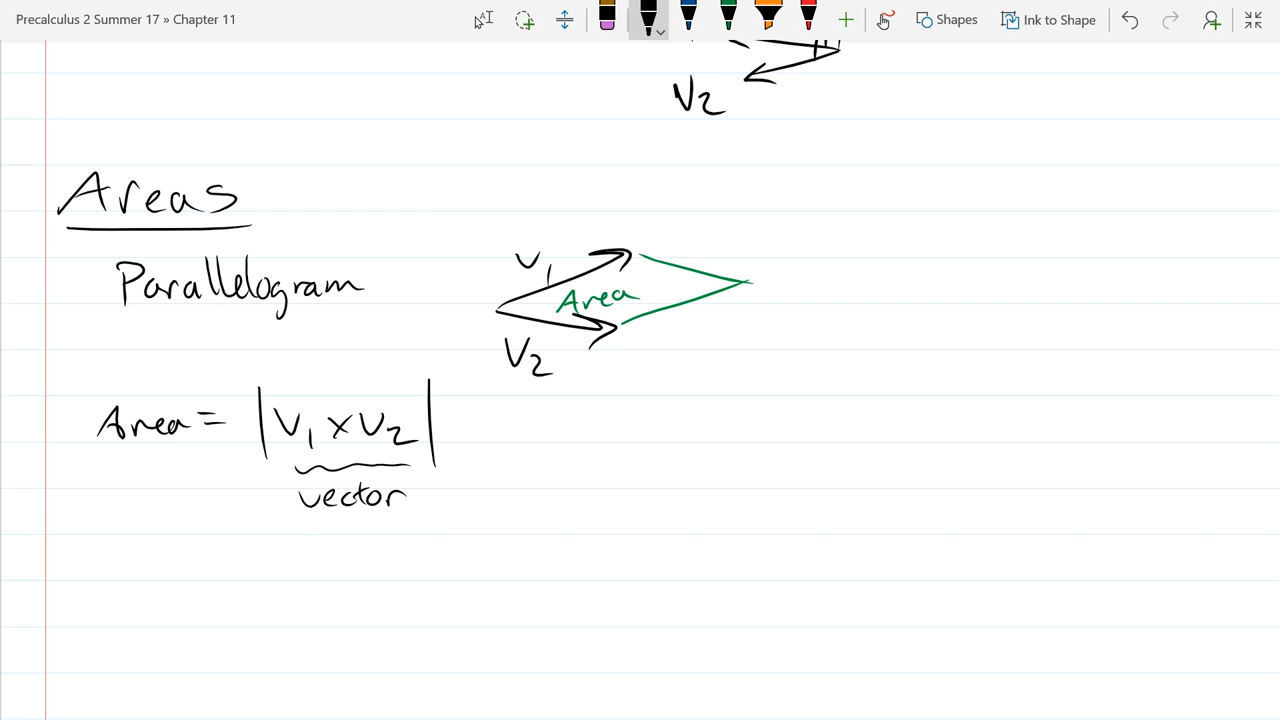 Precalculus 2 Summer 17 » Chapter 11
Shapes
Ink to Shape
V2
Areas
Parallelogram
V1
Area
V2
Area = |V1 × V2|
vector